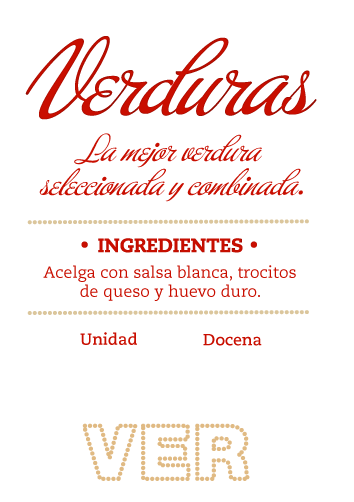 Verduras
La mejor verdura
seleccionada y combinada.
• INGREDIENTES •
Acelga con salsa blanca, trocitos
de queso y huevo duro.
Unidad Docena
VER